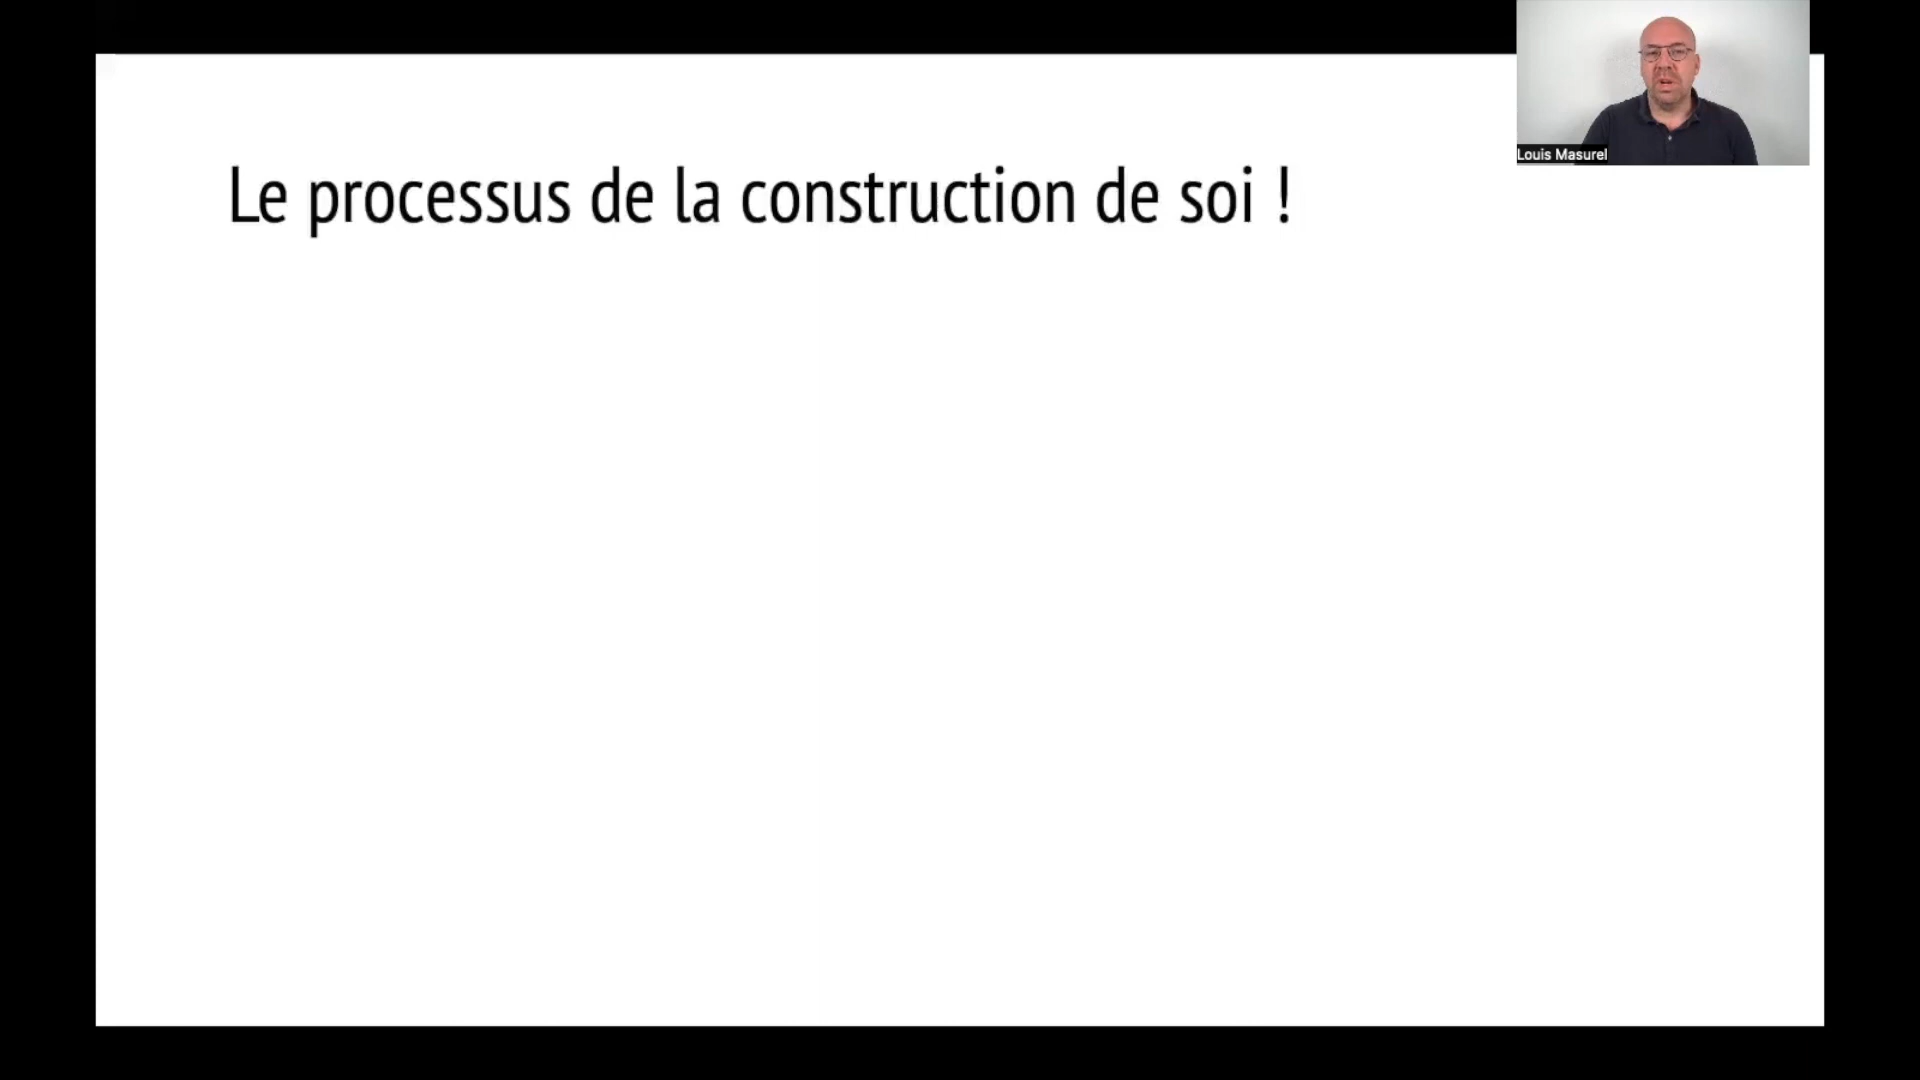 Le processus de la construction de soi !
Louis Masurel